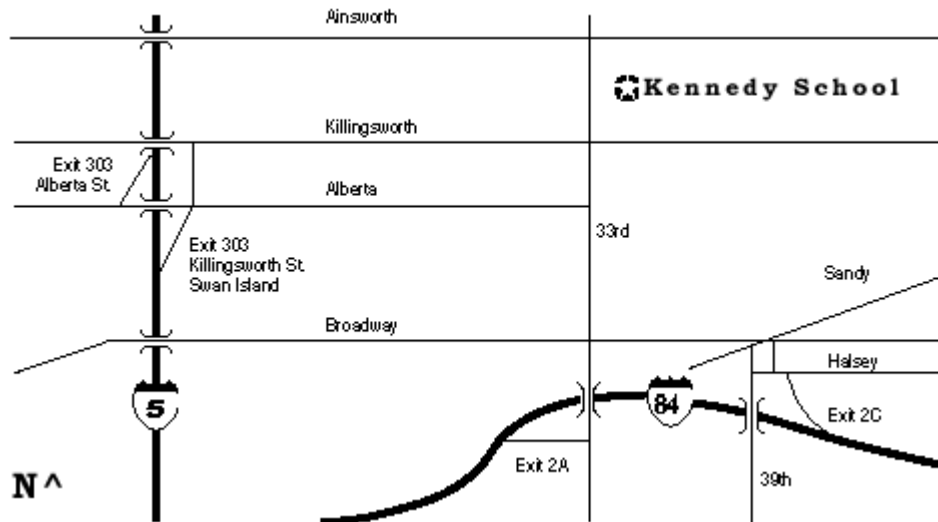 Ainsworth
Kennedy School
Killingsworth
Exit 303
Alberta St.
Alberta
33rd
Exit 303
Killingsworth St.
Swan Island
Sandy
Broadway
Halsey
5
84
Exit 2C
Exit 2A
39th
N ^